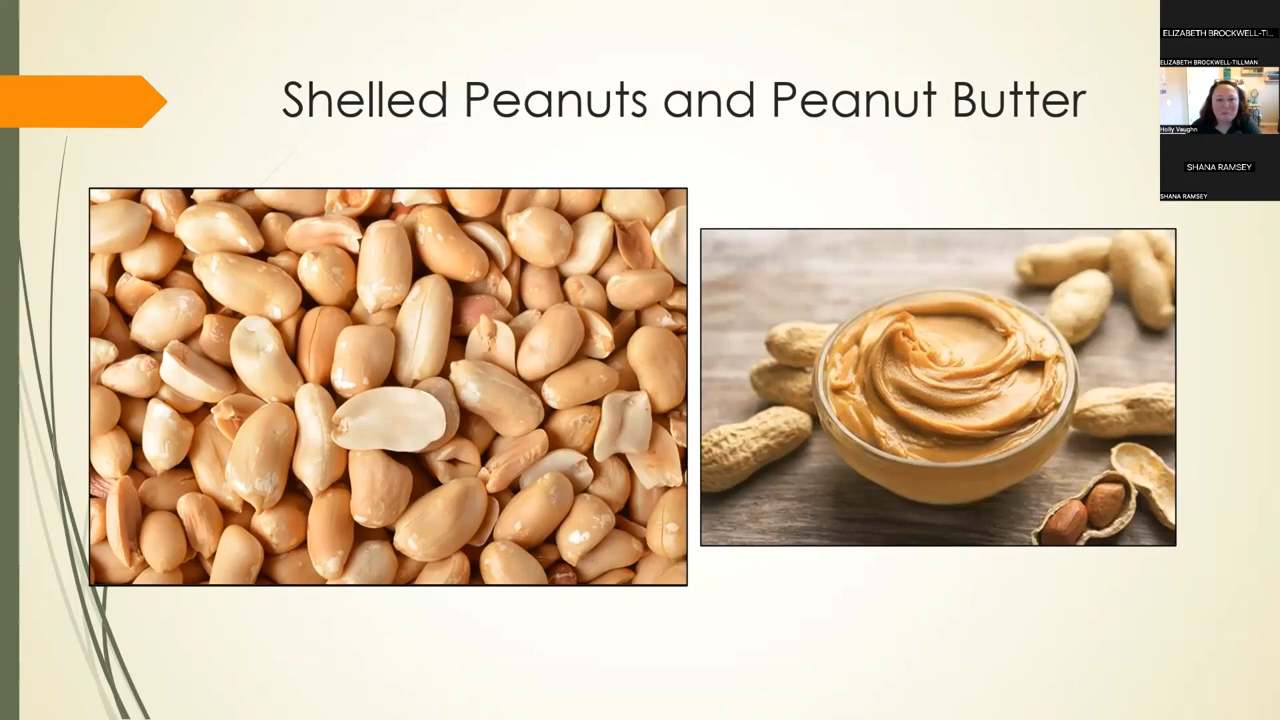 Shelled Peanuts and Peanut Butter
ELIZABETH BROCKWELL-TI...
ELIZABETH BROCKWELL-TILLMAN
Holly Vaughn
SHANA RAMSEY
SHANA RAMSEY